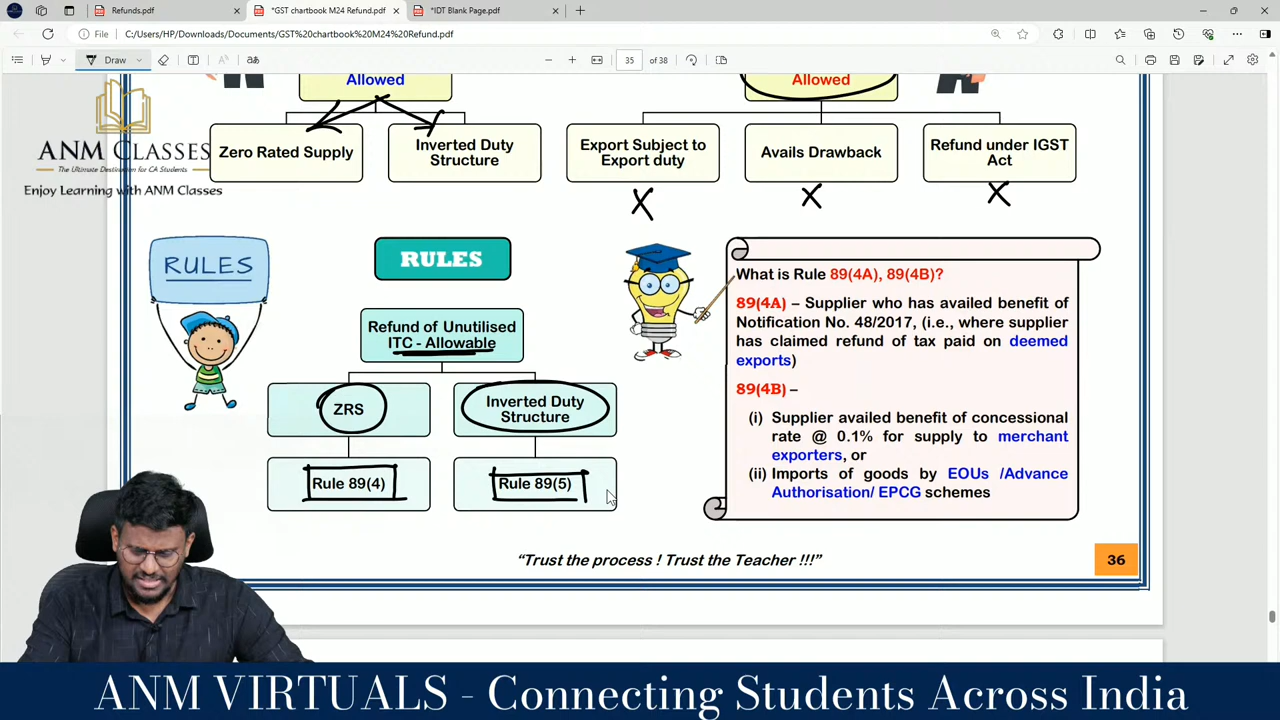 Refunds.pdf
*GST chartbook M24 Refund.pdf
*IDT Blank Page.pdf
File
C:/Users/HP/Downloads/Documents/GST%20chartbook%20M24%20Refund.pdf
Draw
35
of 38
Allowed
Allowed
ANM CLASSES
The Ultimate Destination for CA Students
Enjoy Learning with ANM Classes
Zero Rated Supply
Inverted Duty
Structure
Export Subject to
Export duty
Avails Drawback
Refund under IGST
Act
X
X
X
RULES
RULES
Refund of Unutilised
ITC - Allowable
ZRS
Inverted Duty
Structure
Rule 89(4)
Rule 89(5)
What is Rule 89(4A), 89(4B)?
89(4A) – Supplier who has availed benefit of
Notification No. 48/2017, (i.e., where supplier
has claimed refund of tax paid on deemed
exports)
89(4B) –
(i) Supplier availed benefit of concessional
rate @ 0.1% for supply to merchant
exporters, or
(ii) Imports of goods by EOUs /Advance
Authorisation/ EPCG schemes
“Trust the process ! Trust the Teacher !!!”
36
ANM VIRTUALS - Connecting Students Across India